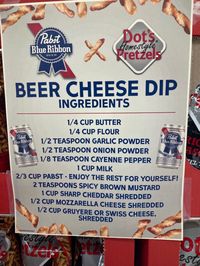 Pabst
Blue Ribbon
X
Dot's
Homestyle
Pretzels
BEER CHEESE DIP
INGREDIENTS
1/4 CUP BUTTER
1/4 CUP FLOUR
1/2 TEASPOON GARLIC POWDER
1/2 TEASPOON ONION POWDER
1/8 TEASPOON CAYENNE PEPPER
1 CUP MILK
2/3 CUP PABST - ENJOY THE REST FOR YOURSELF!
2 TEASPOONS SPICY BROWN MUSTARD
1 CUP SHARP CHEDDAR SHREDDED
1/2 CUP MOZZARELLA CHEESE SHREDDED
1/2 CUP GRUYERE OR SWISS CHEESE,
SHREDDED